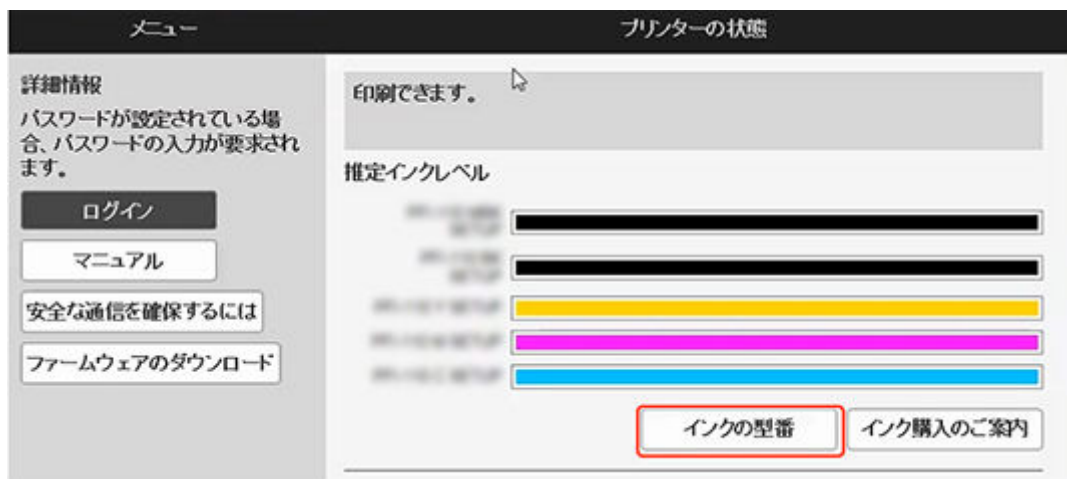 メニュー
プリンターの状態
詳細情報
パスワードが設定されている場
合、パスワードの入力が要求され
ます。
ログイン
マニュアル
安全な通信を確保するには
ファームウェアのダウンロード
印刷できます。
推定インクレベル
インクの型番
インク購入のご案内